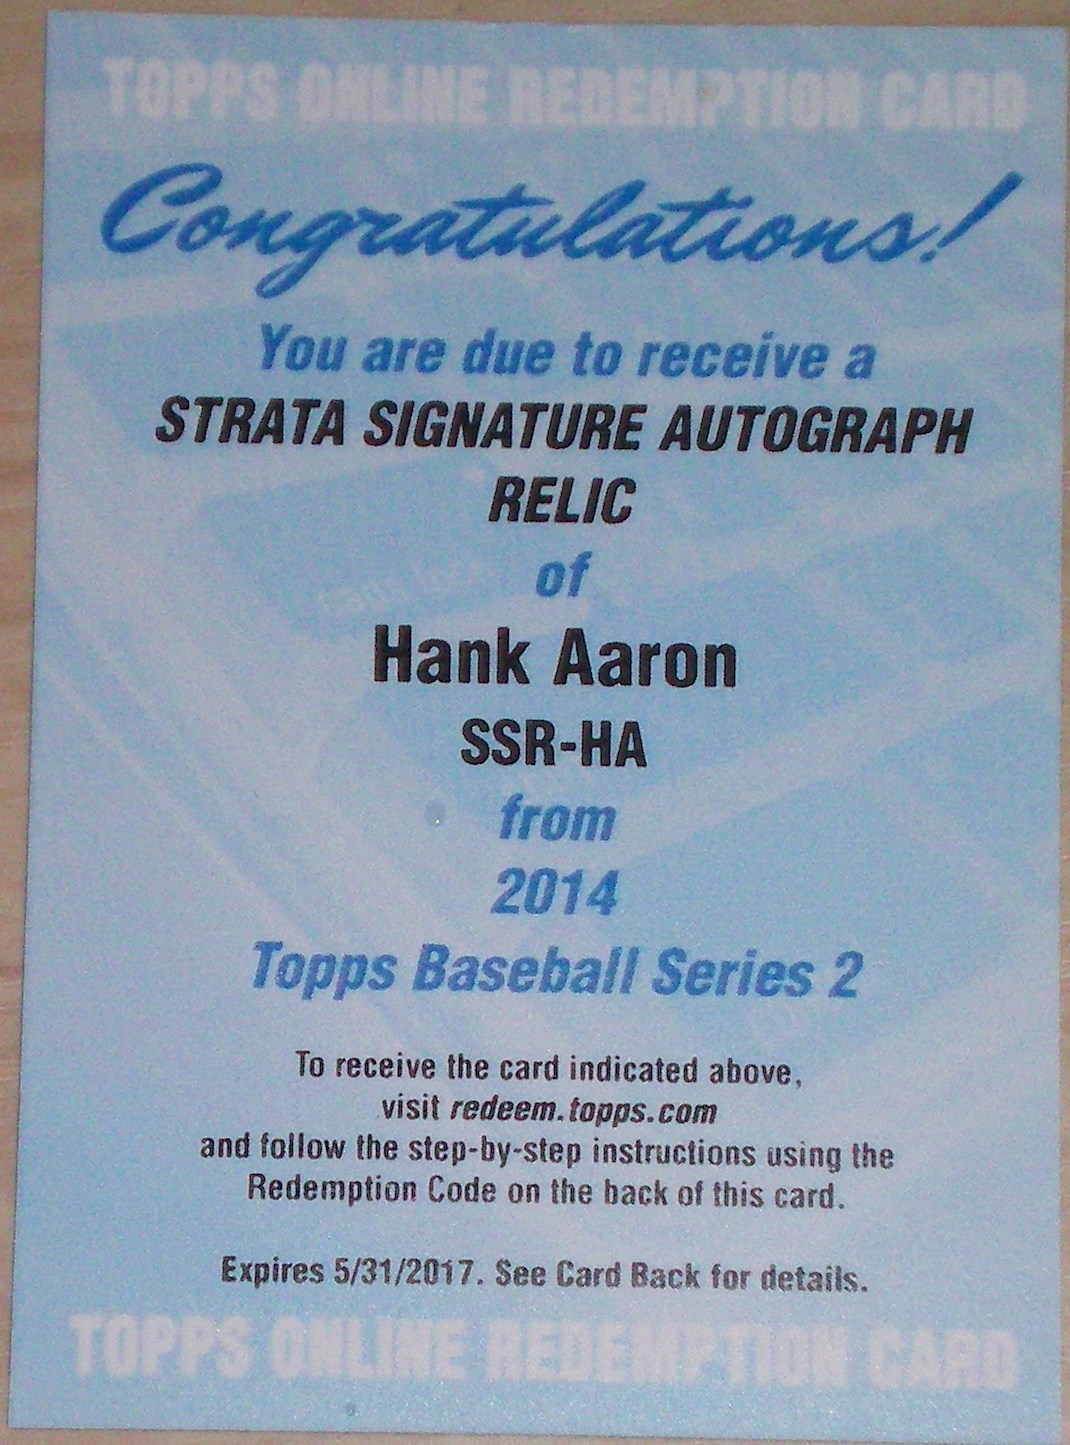 TOPPS ONLINE REDEMPTION CARD
Congratulations!
You are due to receive a
STRATA SIGNATURE AUTOGRAPH
RELIC
of
Hank Aaron
SSR-HA
from
2014
Topps Baseball Series 2
To receive the card indicated above,
visit redeem.topps.com
and follow the step-by-step instructions using the
Redemption Code on the back of this card.
Expires 5/31/2017. See Card Back for details.
TOPPS ONLINE REDEMPTION CARD